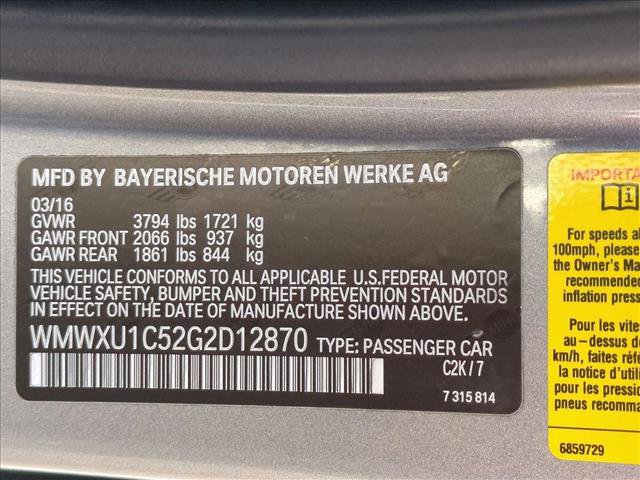 MFD BY BAYERISCHE MOTOREN WERKE AG
03/16
GVWR 3794 lbs 1721 kg
GAWR FRONT 2066 lbs 937 kg
GAWR REAR 1861 lbs 844 kg
THIS VEHICLE CONFORMS TO ALL APPLICABLE U.S.FEDERAL MOTOR
VEHICLE SAFETY, BUMPER AND THEFT PREVENTION STANDARDS
IN EFFECT ON THE DATE OF MANUFACTURE SHOWN ABOVE.
WMWXU1C52G2D12870 TYPE: PASSENGER CAR
C2K / 7
7 315 814
IMPORTA
For speeds a
100mph, please
the Owner's Ma
recommended
inflation pressu
Pour les vites
au–dessus de
km/h, faites référ
la notice d'util
pour les pressio
pneus recomma
6859729